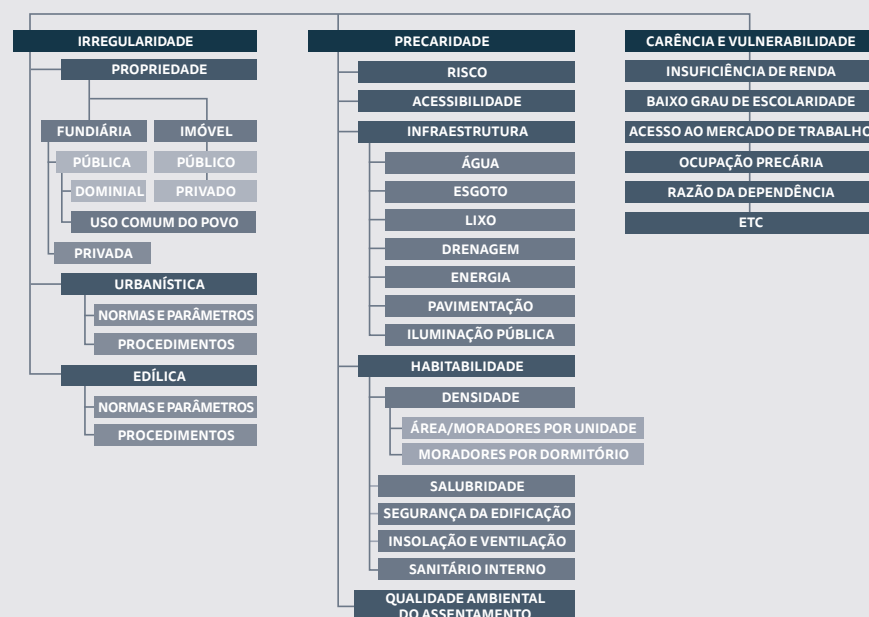 IRREGULARIDADE
PROPRIEDADE
FUNDIÁRIA
IMÓVEL
PÚBLICA
PÚBLICO
DOMINIAL
PRIVADO
USO COMUM DO POVO
PRIVADA
URBANÍSTICA
NORMAS E PARÂMETROS
PROCEDIMENTOS
EDÍLICA
NORMAS E PARÂMETROS
PROCEDIMENTOS
PRECARIDADE
RISCO
ACESSIBILIDADE
INFRAESTRUTURA
ÁGUA
ESGOTO
LIXO
DRENAGEM
ENERGIA
PAVIMENTAÇÃO
ILUMINAÇÃO PÚBLICA
HABITABILIDADE
DENSIDADE
ÁREA/MORADORES POR UNIDADE
MORADORES POR DORMITÓRIO
SALUBRIDADE
SEGURANÇA DA EDIFICAÇÃO
INSOLAÇÃO E VENTILAÇÃO
SANITÁRIO INTERNO
QUALIDADE AMBIENTAL
DO ASSENTAMENTO
CARÊNCIA E VULNERABILIDADE
INSUFICIÊNCIA DE RENDA
BAIXO GRAU DE ESCOLARIDADE
ACESSO AO MERCADO DE TRABALHO
OCUPAÇÃO PRECÁRIA
RAZÃO DA DEPENDÊNCIA
ETC